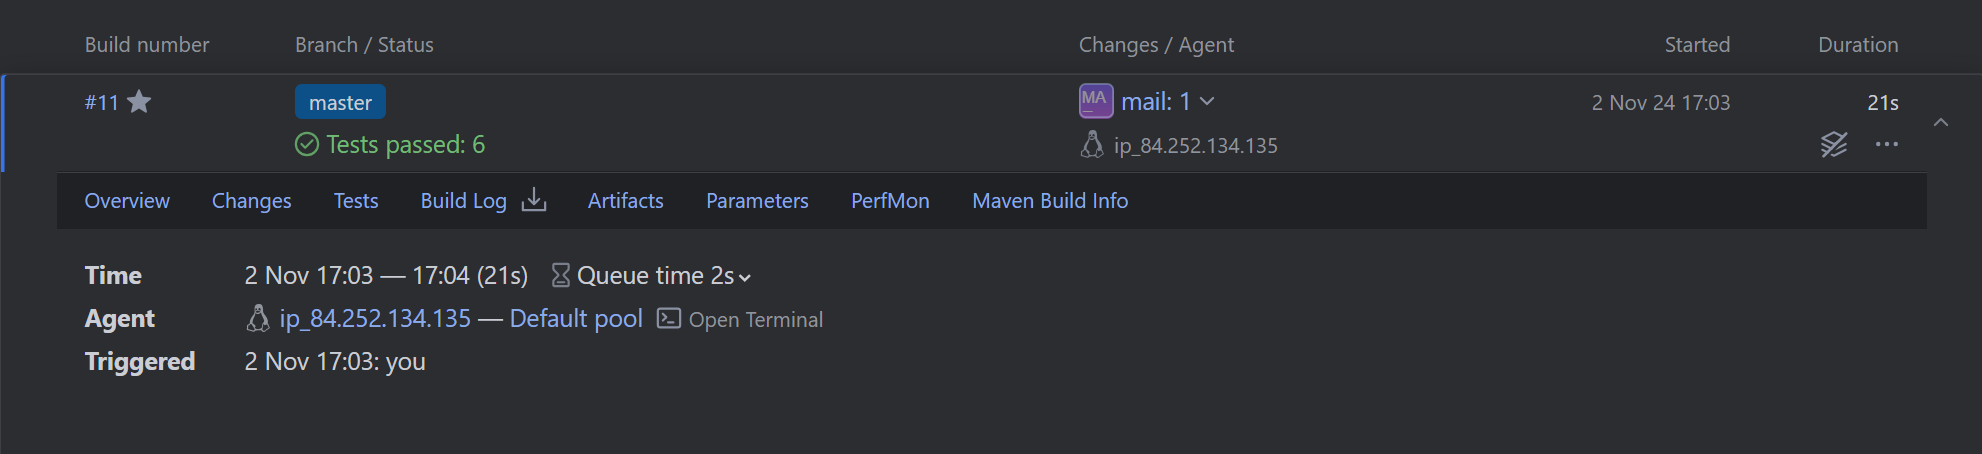 Build number Branch / Status Changes / Agent Started Duration
#11 master MA mail: 1 2 Nov 24 17:03 21s
Tests passed: 6 ip_84.252.134.135
Overview Changes Tests Build Log Artifacts Parameters PerfMon Maven Build Info
Time 2 Nov 17:03 — 17:04 (21s) Queue time 2s
Agent ip_84.252.134.135 — Default pool Open Terminal
Triggered 2 Nov 17:03: you